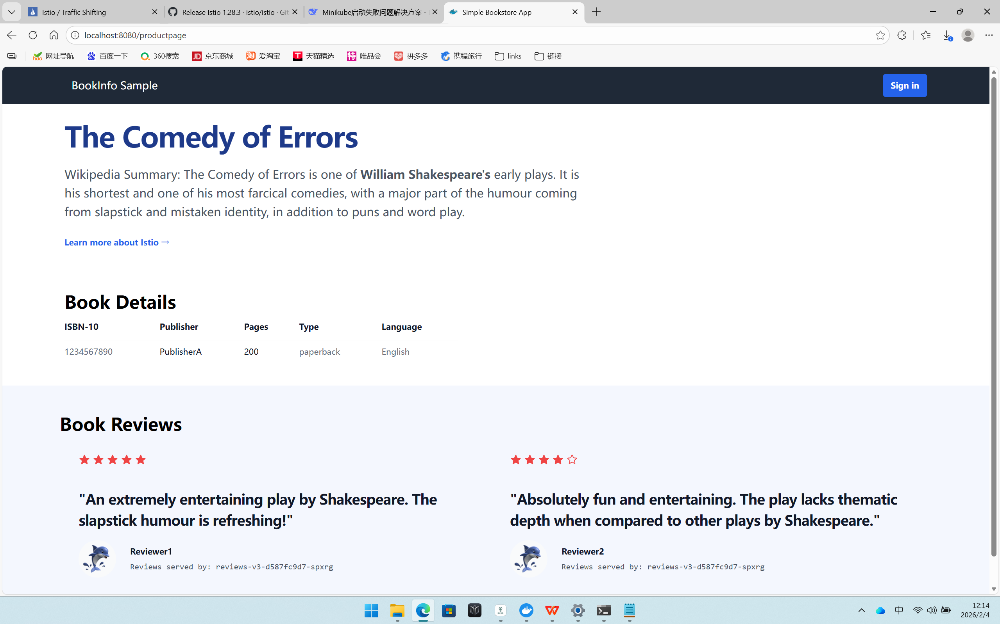 Istio / Traffic Shifting
Release Istio 1.28.3 · istio/istio · Git
Minikube启动失败问题解决方案 -
Simple Bookstore App
localhost:8080/productpage
网址导航
百度一下
360搜索
京东商城
爱淘宝
天猫精选
唯品会
拼多多
携程旅行
links
链接
BookInfo Sample
Sign in
The Comedy of Errors
Wikipedia Summary: The Comedy of Errors is one of William Shakespeare's early plays. It is
his shortest and one of his most farcical comedies, with a major part of the humour coming
from slapstick and mistaken identity, in addition to puns and word play.
Learn more about Istio →
Book Details
ISBN-10 Publisher Pages Type Language
1234567890 PublisherA 200 paperback English
Book Reviews
"An extremely entertaining play by Shakespeare. The
slapstick humour is refreshing!"
Reviewer1
Reviews served by: reviews-v3-d587fc9d7-spxrg
"Absolutely fun and entertaining. The play lacks thematic
depth when compared to other plays by Shakespeare."
Reviewer2
Reviews served by: reviews-v3-d587fc9d7-spxrg
中
12:14
2026/2/4